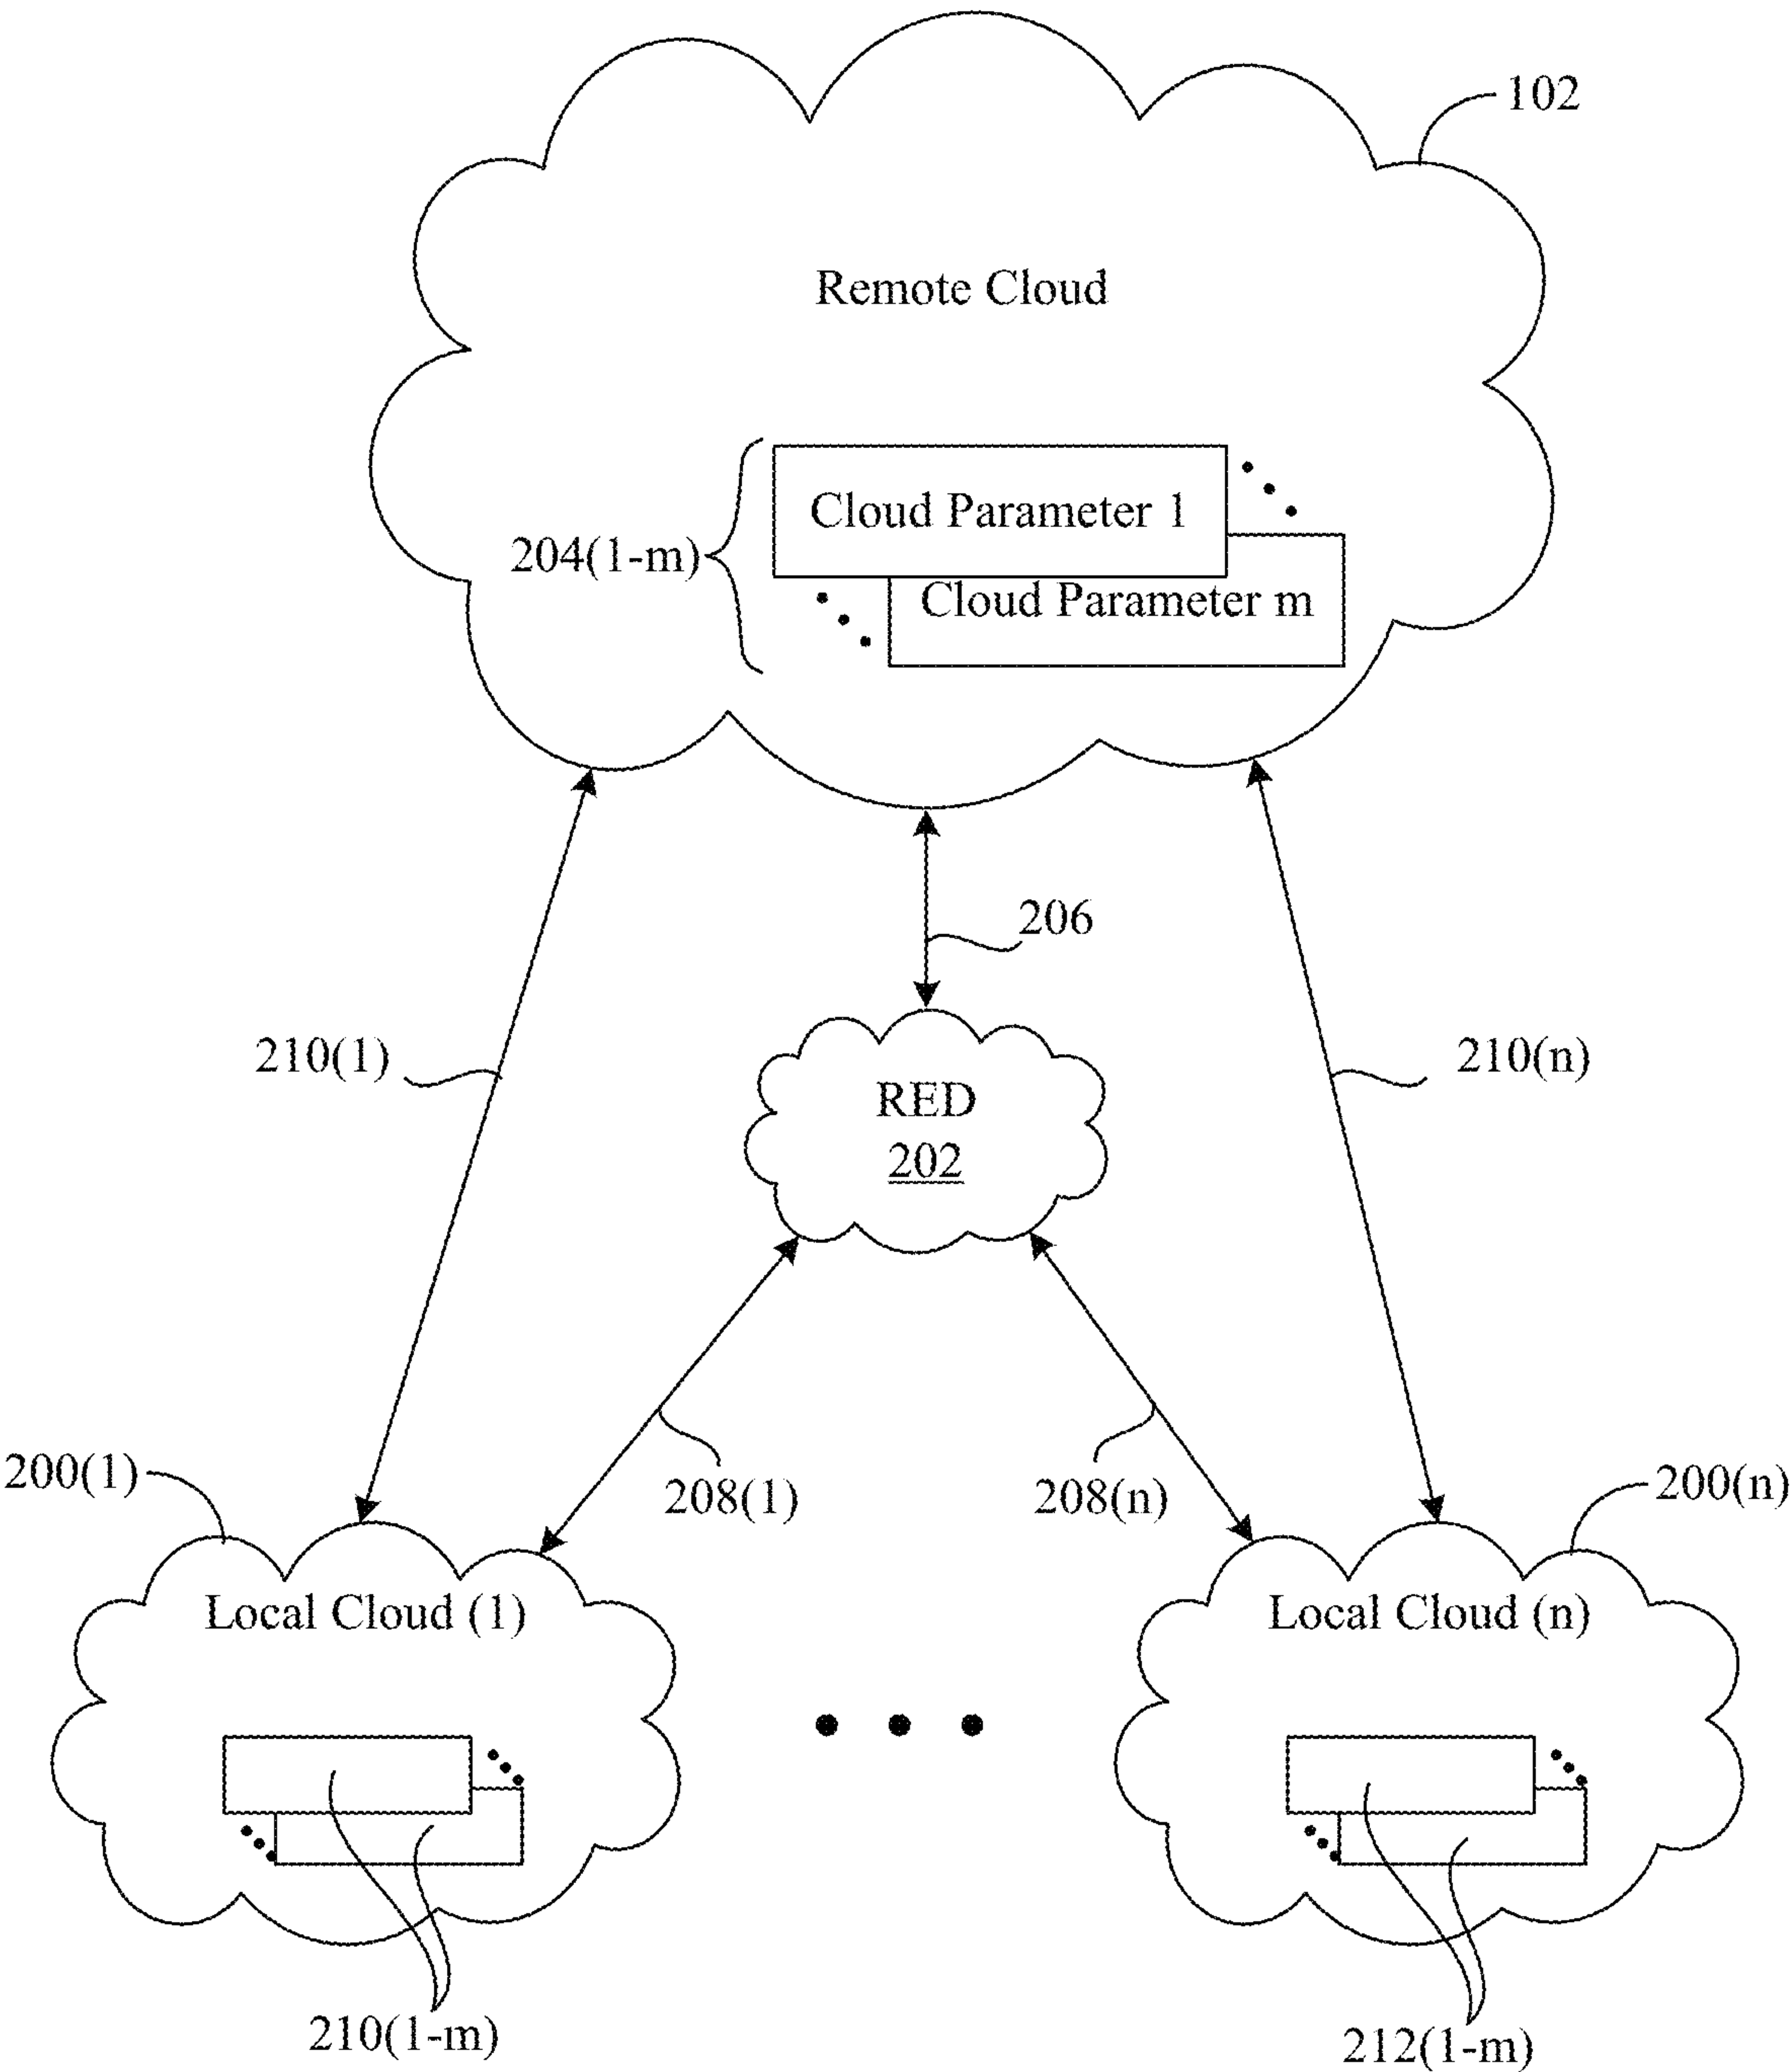 102
Remote Cloud
Cloud Parameter 1
204(1-m)
Cloud Parameter m
206
210(1)
210(n)
RED
202
200(1)
208(1)
208(n)
200(n)
Local Cloud (1)
Local Cloud (n)
210(1-m)
212(1-m)